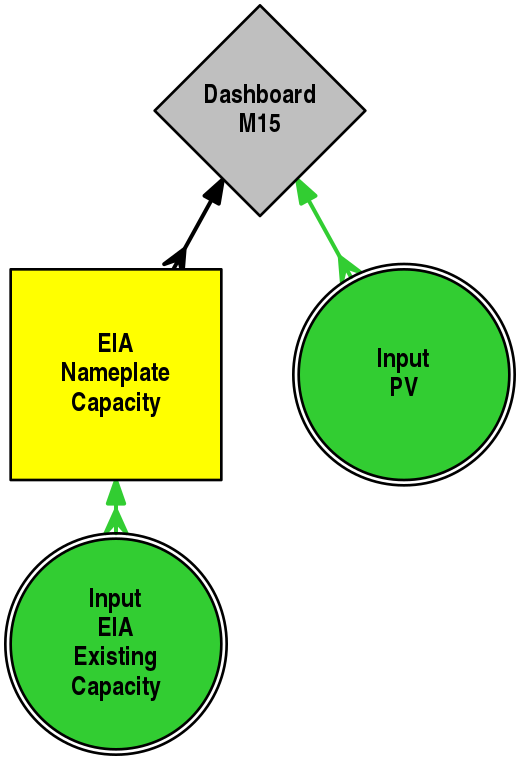 Dashboard
M15
EIA
Nameplate
Capacity
Input
PV
Input
EIA
Existing
Capacity